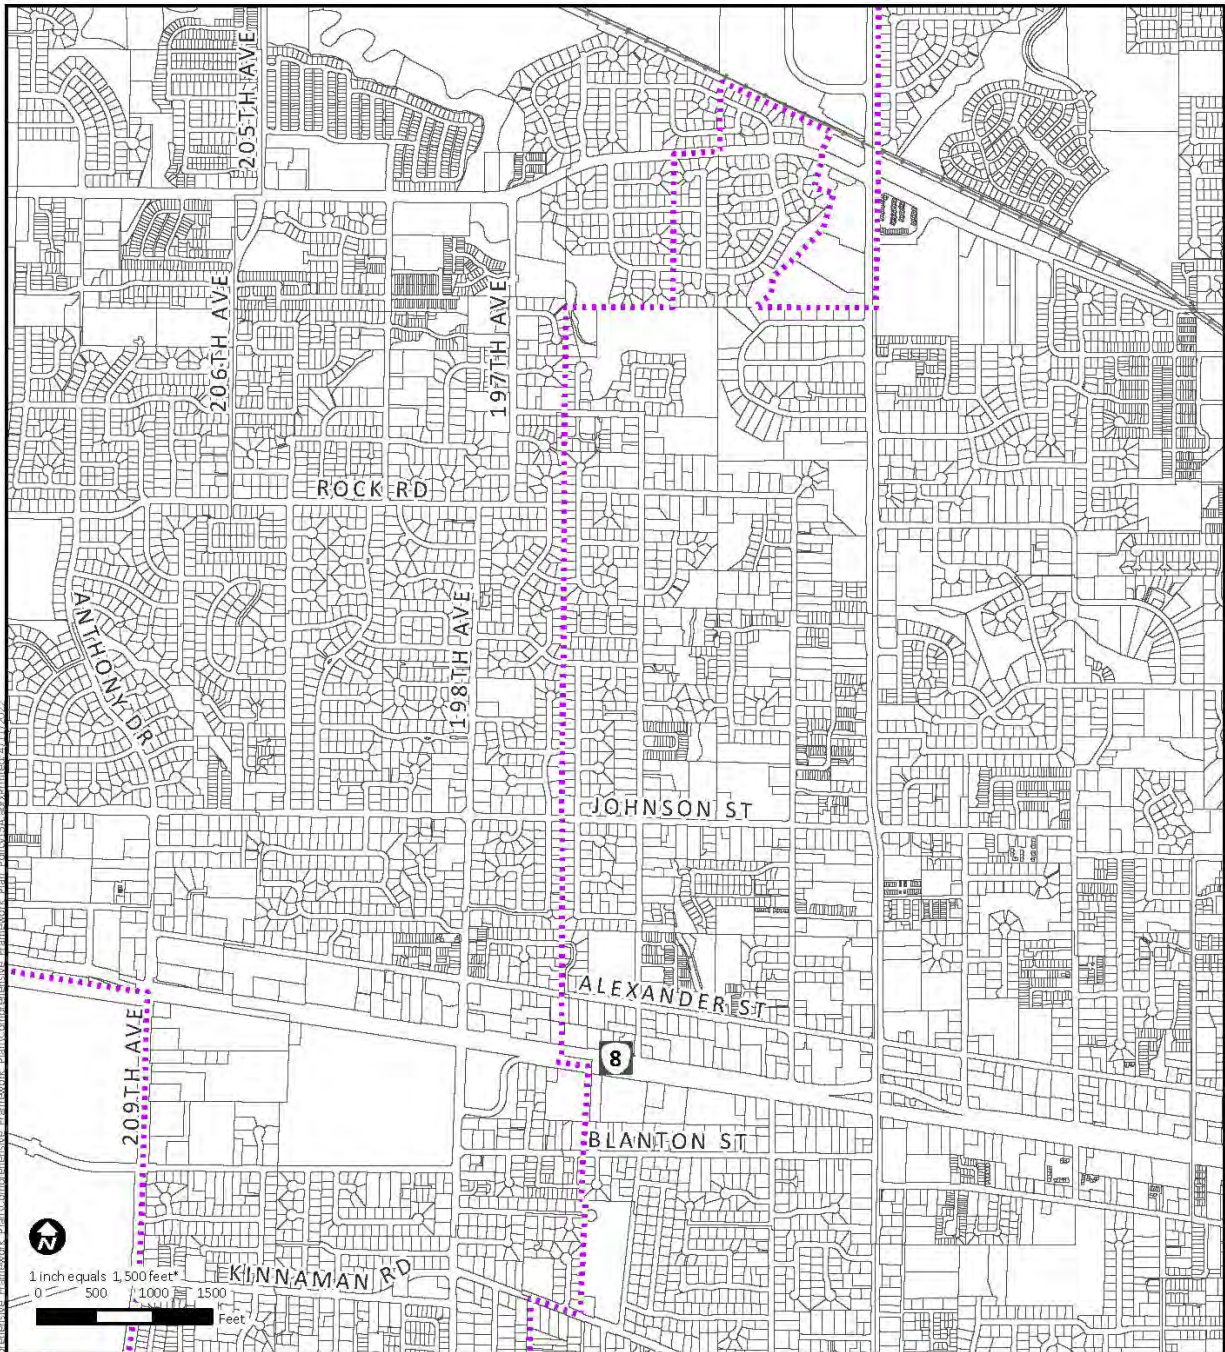 205TH AVE
206TH AVE
197TH AVE
ROCK RD
ANTHONY DR
198TH AVE
JOHNSON ST
ALEXANDER ST
8
209TH AVE
BLANTON ST
N
KINNAMAN RD
1 inch equals 1,500 feet*
0 500 1000 1500
Feet